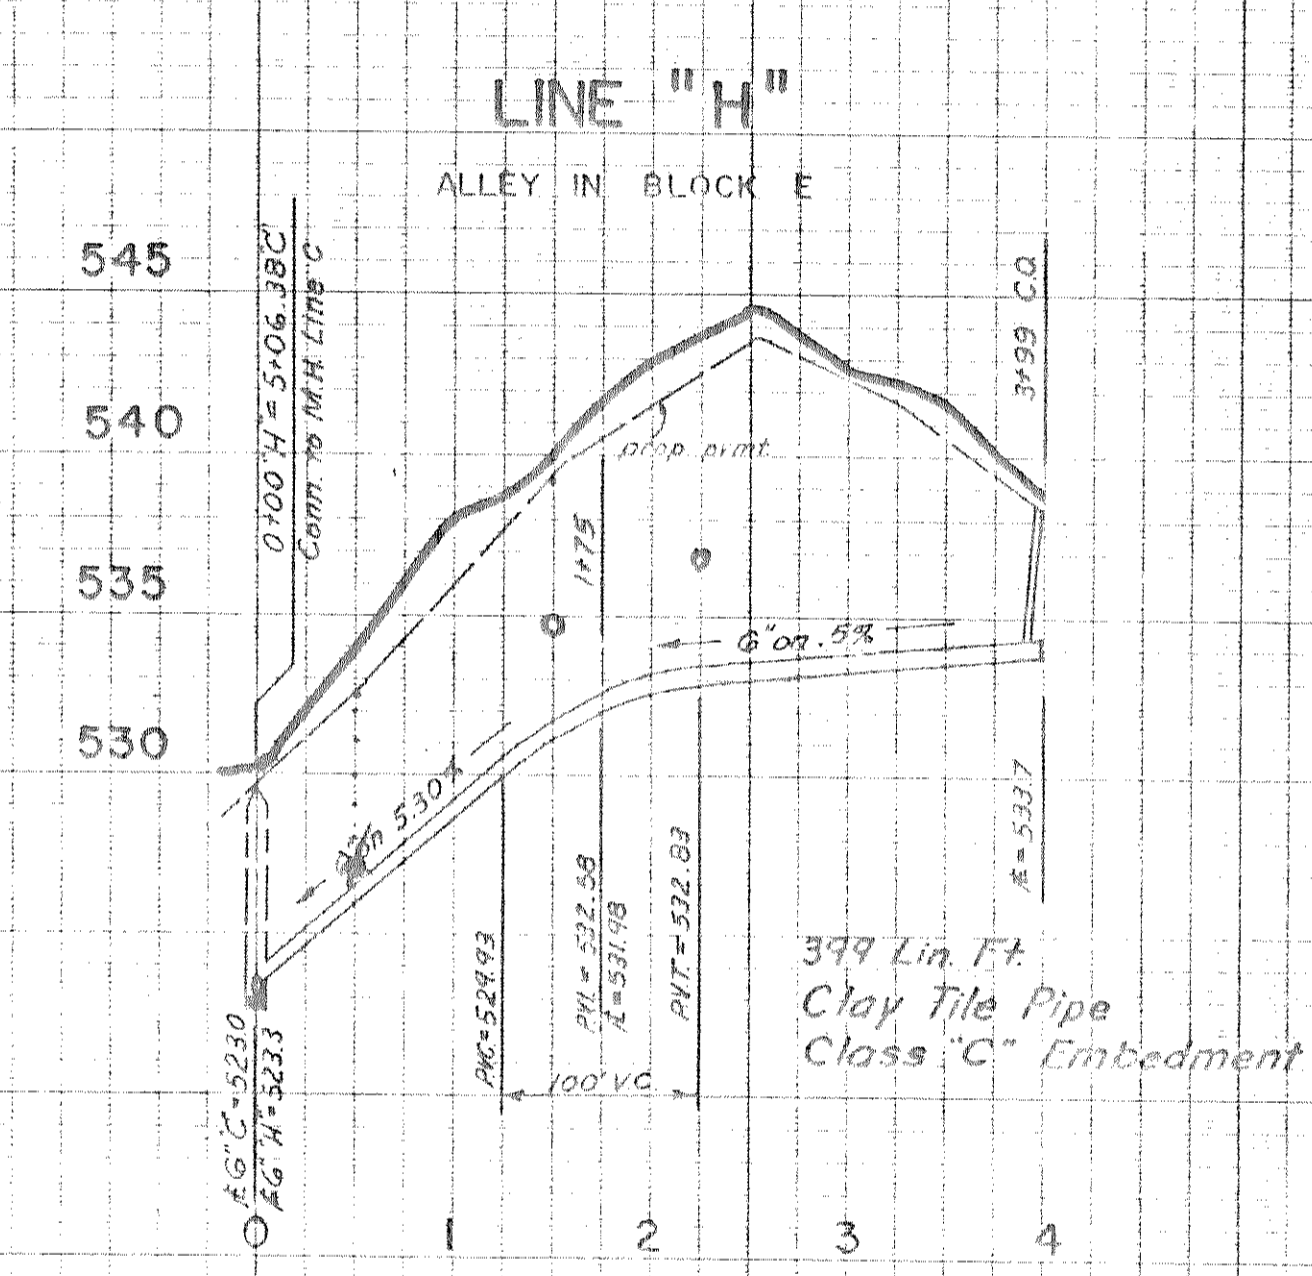 LINE "H"
ALLEY IN BLOCK E
545
540
535
530
0+00"H"=5+06.38"C"
Conn. to M.H. Line "C"
3+99 C.O.
prop. pvmt.
1+75
6" on .5%
on 5.30%
PVC=529.93
PVI.=532.58
℄=531.98
PVT.=532.83
℄=533.7
100' V.C.
399 Lin. Ft.
Clay Tile Pipe
Class "C" Embedment
℄ 6" "C"=523.0
℄ 6" "H"=523.3
0 1 2 3 4